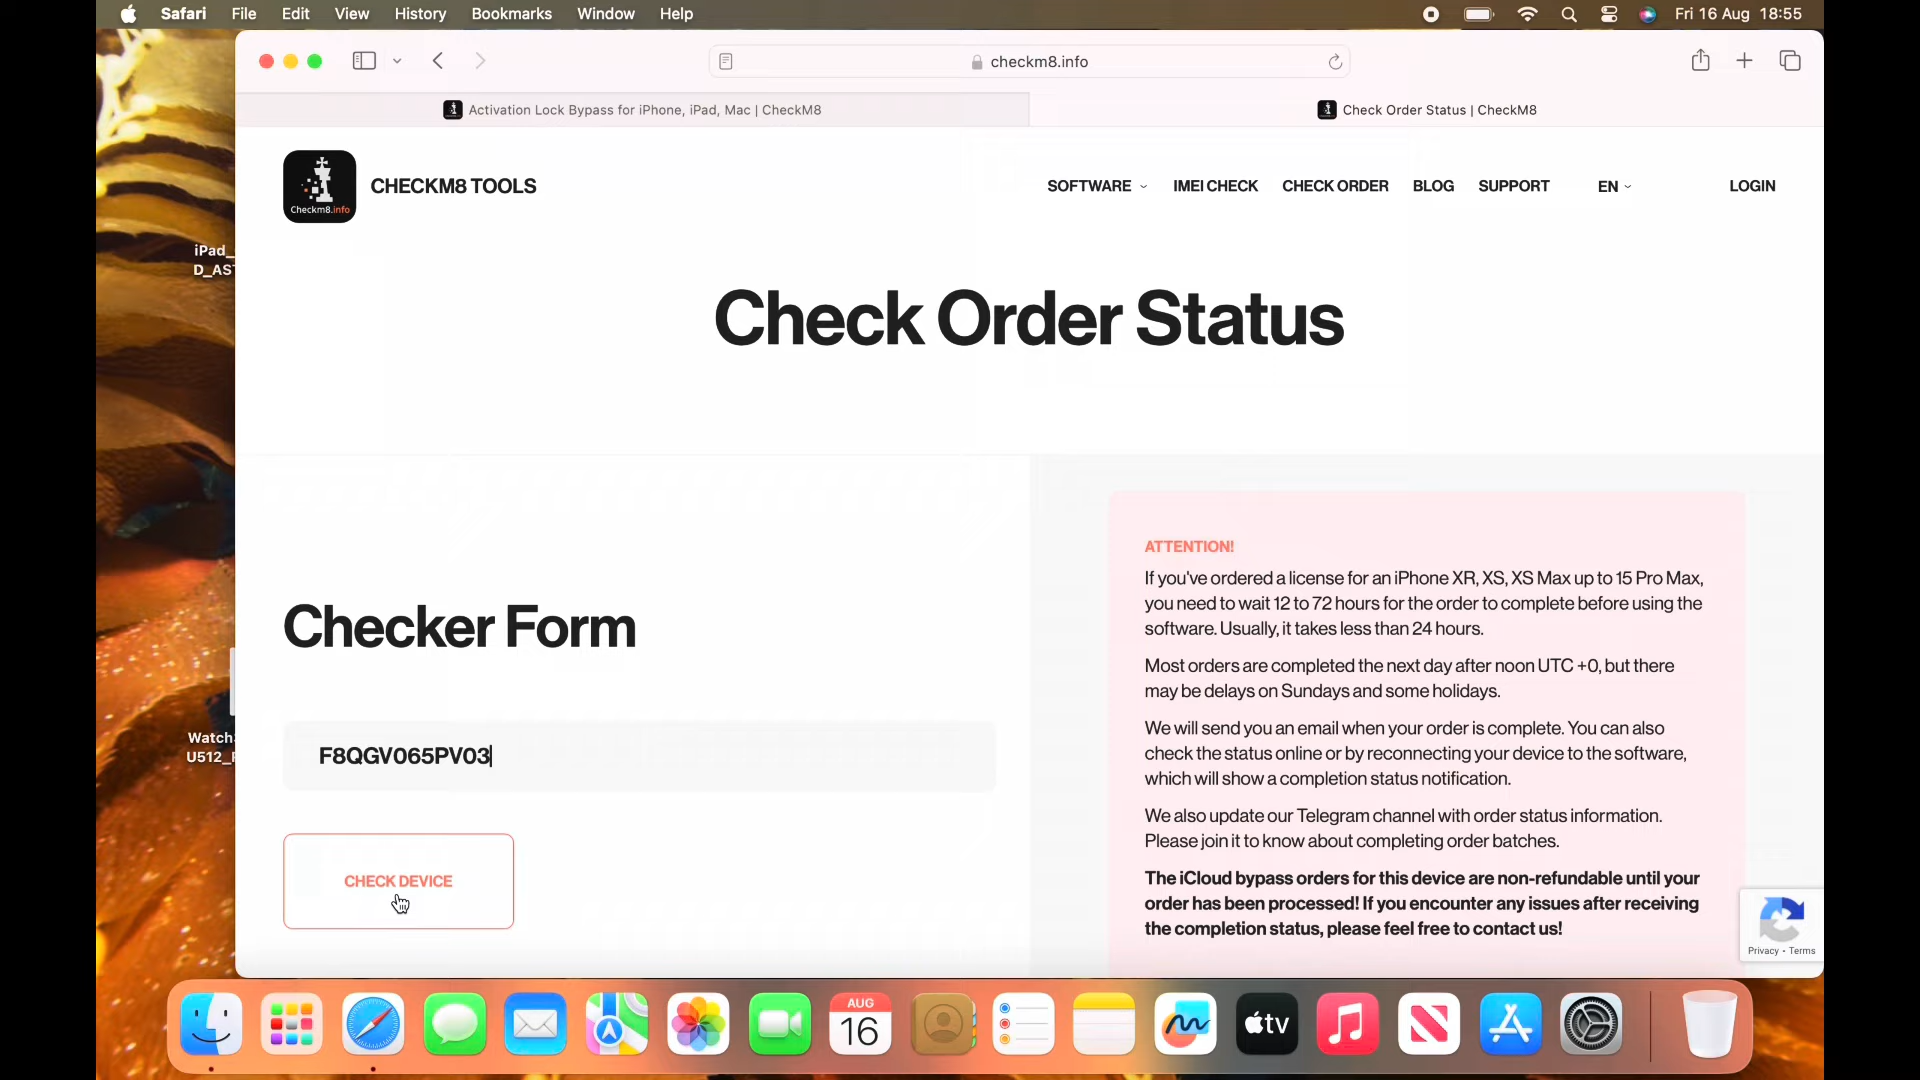 Safari File Edit View History Bookmarks Window Help Fri 16 Aug 18:55
checkm8.info
Activation Lock Bypass for iPhone, iPad, Mac | CheckM8
Check Order Status | CheckM8
Checkm8.info
CHECKM8 TOOLS
SOFTWARE IMEI CHECK CHECK ORDER BLOG SUPPORT EN LOGIN
iPad_
D_AST
Check Order Status
Checker Form
F8QGV065PV03
CHECK DEVICE
Watch
U512_
ATTENTION!
If you've ordered a license for an iPhone XR, XS, XS Max up to 15 Pro Max,
you need to wait 12 to 72 hours for the order to complete before using the
software. Usually, it takes less than 24 hours.
Most orders are completed the next day after noon UTC +0, but there
may be delays on Sundays and some holidays.
We will send you an email when your order is complete. You can also
check the status online or by reconnecting your device to the software,
which will show a completion status notification.
We also update our Telegram channel with order status information.
Please join it to know about completing order batches.
The iCloud bypass orders for this device are non-refundable until your
order has been processed! If you encounter any issues after receiving
the completion status, please feel free to contact us!
Privacy - Terms
AUG
16
tv